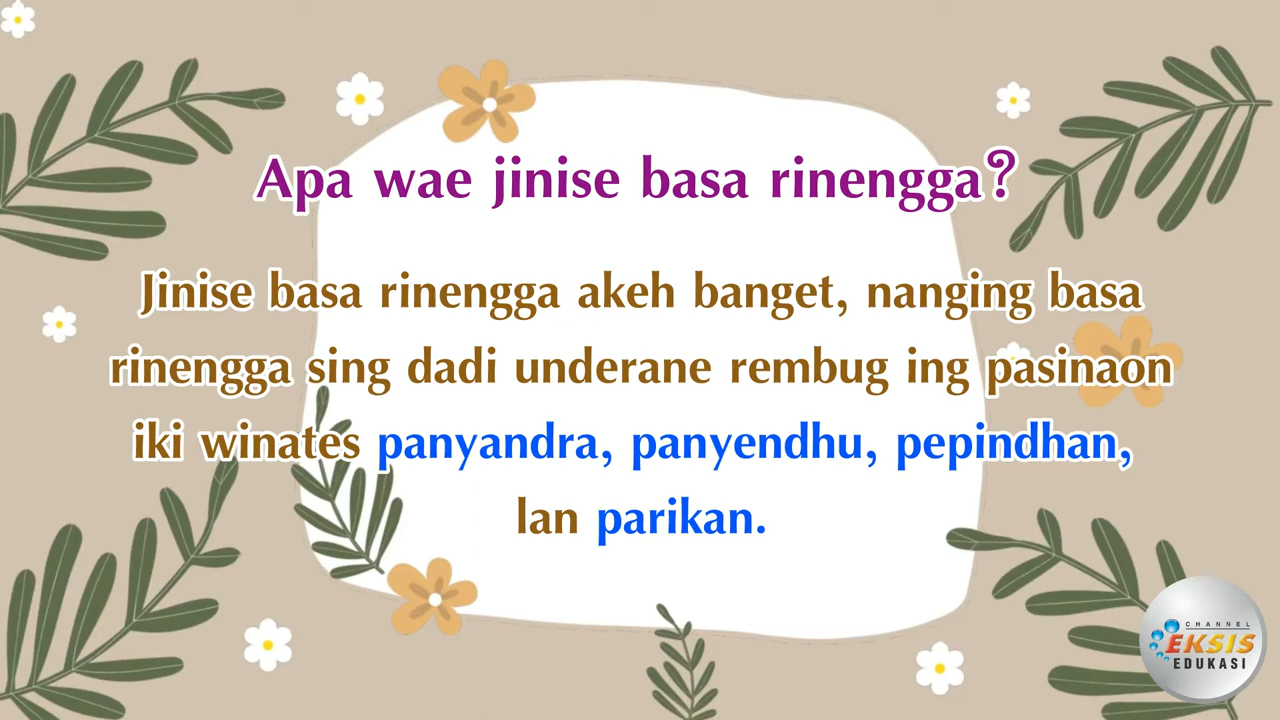 Apa wae jinise basa rinengga?
Jinise basa rinengga akeh banget, nanging basa
rinengga sing dadi underane rembug ing pasinaon
iki winates panyandra, panyendhu, pepindhan,
lan parikan.
CHANNEL
EKSIS
EDUKASI